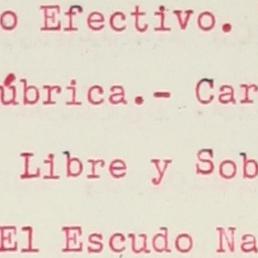 o Efectivo.
úbrica.- Car
Libre y Sob
El Escudo Na